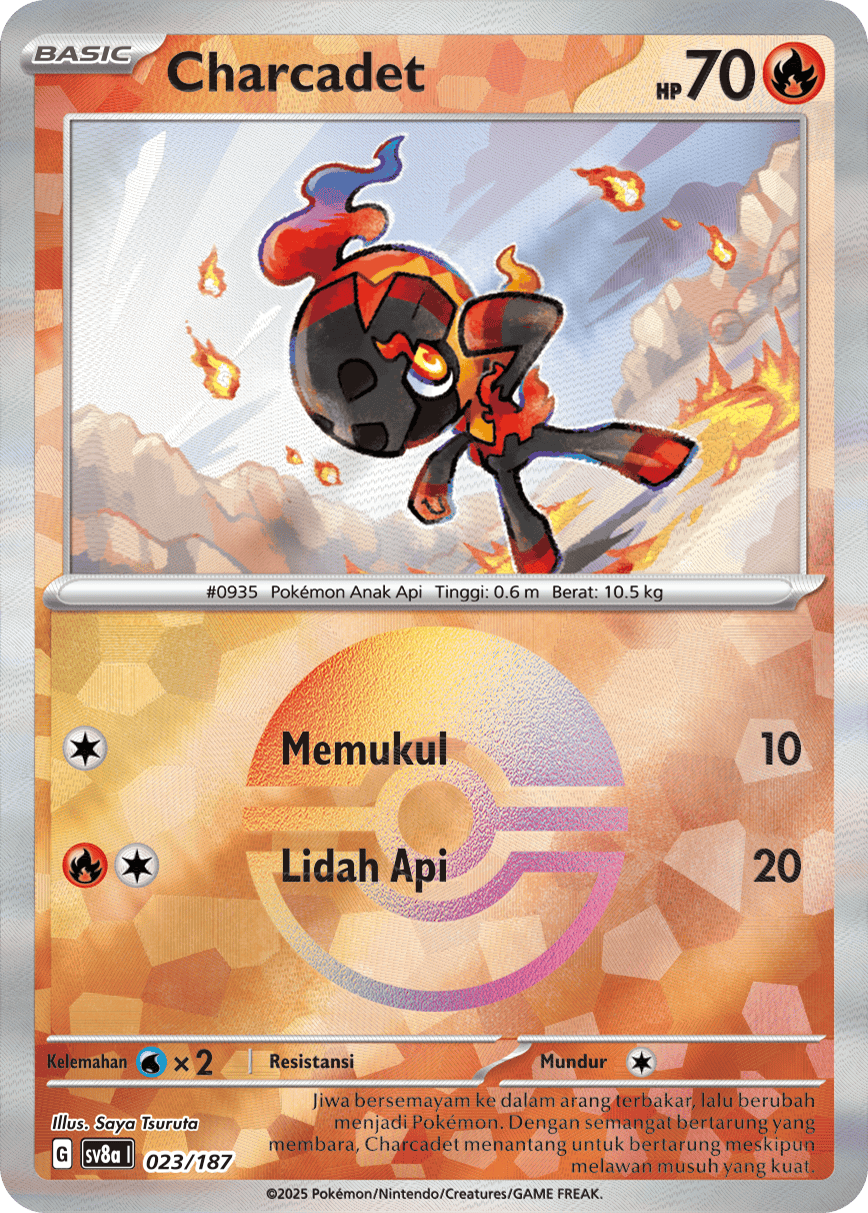 BASIC
Charcadet
HP 70
#0935 Pokémon Anak Api Tinggi: 0.6 m Berat: 10.5 kg
Memukul 10
Lidah Api 20
Kelemahan ×2 Resistansi Mundur
Jiwa bersemayam ke dalam arang terbakar, lalu berubah
menjadi Pokémon. Dengan semangat bertarung yang
membara, Charcadet menantang untuk bertarung meskipun
melawan musuh yang kuat.
Illus. Saya Tsuruta
G sv8a I 023/187
©2025 Pokémon/Nintendo/Creatures/GAME FREAK.